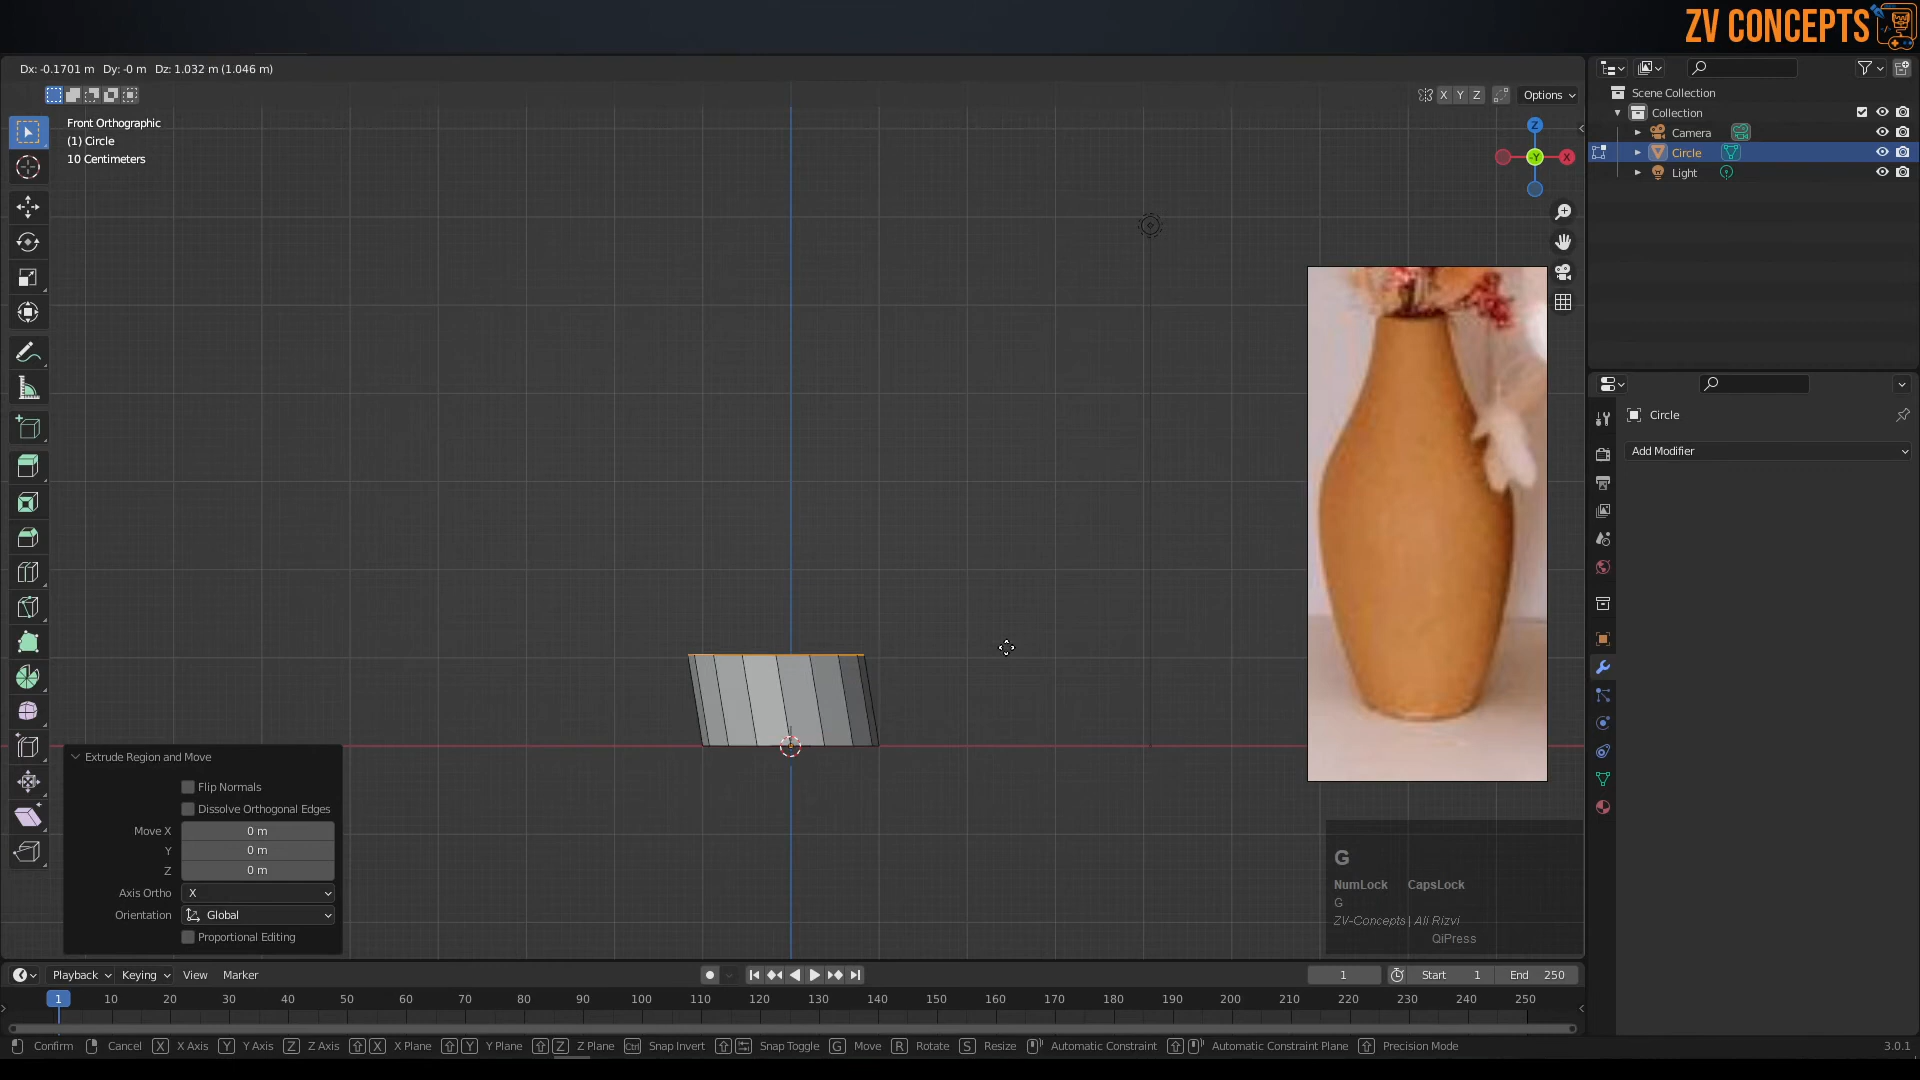 ZV CONCEPTS
Dx: -0.1701 m   Dy: -0 m   Dz: 1.032 m (1.046 m)
X Y Z
Options
Front Orthographic
(1) Circle
10 Centimeters
Z
-Y
X
Scene Collection
Collection
Camera
Circle
Light
Circle
Add Modifier
Extrude Region and Move
Flip Normals
Dissolve Orthogonal Edges
Move X 0 m
Y 0 m
Z 0 m
Axis Ortho X
Orientation Global
Proportional Editing
G
NumLock CapsLock
G
ZV-Concepts | Ali Rizvi
QiPress
Playback Keying View Marker
1 Start 1 End 250
1 10 20 30 40 50 60 70 80 90 100 110 120 130 140 150 160 170 180 190 200 210 220 230 240 250
Confirm Cancel X X Axis Y Y Axis Z Z Axis X X Plane Y Y Plane Z Z Plane Ctrl Snap Invert Snap Toggle G Move R Rotate S Resize Automatic Constraint Automatic Constraint Plane Precision Mode 3.0.1